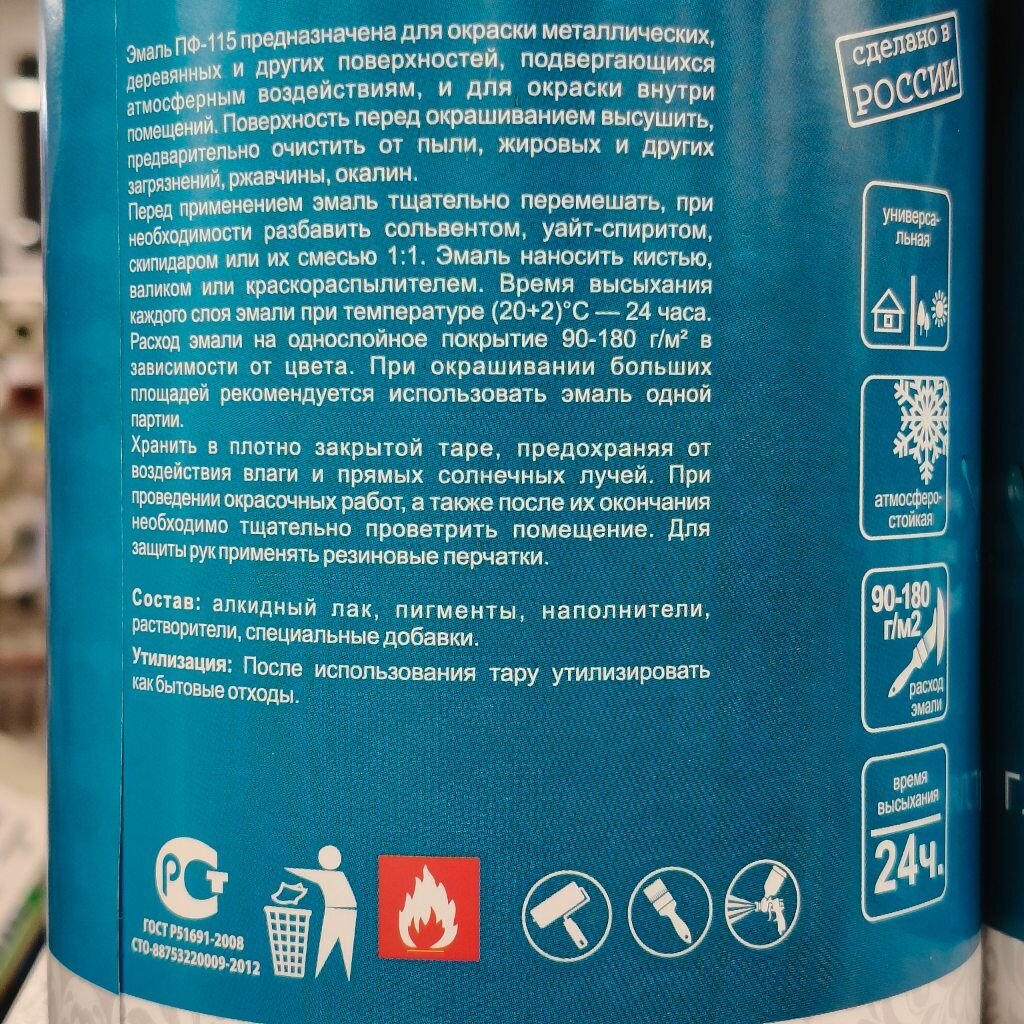 Эмаль ПФ-115 предназначена для окраски металлических,
деревянных и других поверхностей, подвергающихся
атмосферным воздействиям, и для окраски внутри
помещений. Поверхность перед окрашиванием высушить,
предварительно очистить от пыли, жировых и других
загрязнений, ржавчины, окалин.
Перед применением эмаль тщательно перемешать, при
необходимости разбавить сольвентом, уайт-спиритом,
скипидаром или их смесью 1:1. Эмаль наносить кистью,
валиком или краскораспылителем. Время высыхания
каждого слоя эмали при температуре (20+2)°С — 24 часа.
Расход эмали на однослойное покрытие 90-180 г/м² в
зависимости от цвета. При окрашивании больших
площадей рекомендуется использовать эмаль одной
партии.
Хранить в плотно закрытой таре, предохраняя от
воздействия влаги и прямых солнечных лучей. При
проведении окрасочных работ, а также после их окончания
необходимо тщательно проветрить помещение. Для
защиты рук применять резиновые перчатки.
Состав: алкидный лак, пигменты, наполнители,
растворители, специальные добавки.
Утилизация: После использования тару утилизировать
как бытовые отходы.
РСТ
ГОСТ Р51691-2008
СТО-88753220009-2012
сделано в
РОССИИ
универса-
льная
атмосферо-
стойкая
90-180
г/м2
расход
эмали
время
высыхания
24ч.